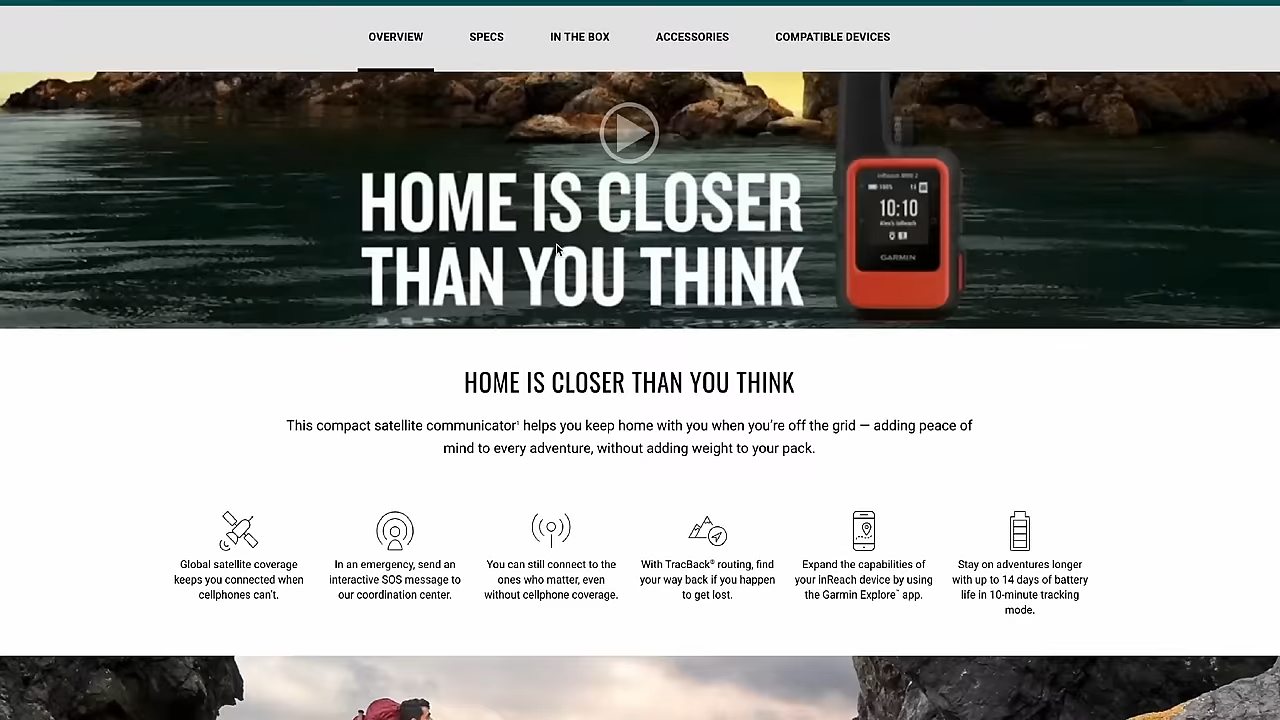 OVERVIEW
SPECS
IN THE BOX
ACCESSORIES
COMPATIBLE DEVICES
HOME IS CLOSER
THAN YOU THINK
inReach MINI 2
100%
10:10
Alex's inReach
GARMIN
HOME IS CLOSER THAN YOU THINK
This compact satellite communicator¹ helps you keep home with you when you're off the grid — adding peace of
mind to every adventure, without adding weight to your pack.
Global satellite coverage
keeps you connected when
cellphones can't.
In an emergency, send an
interactive SOS message to
our coordination center.
You can still connect to the
ones who matter, even
without cellphone coverage.
With TracBack® routing, find
your way back if you happen
to get lost.
Expand the capabilities of
your inReach device by using
the Garmin Explore™ app.
Stay on adventures longer
with up to 14 days of battery
life in 10-minute tracking
mode.